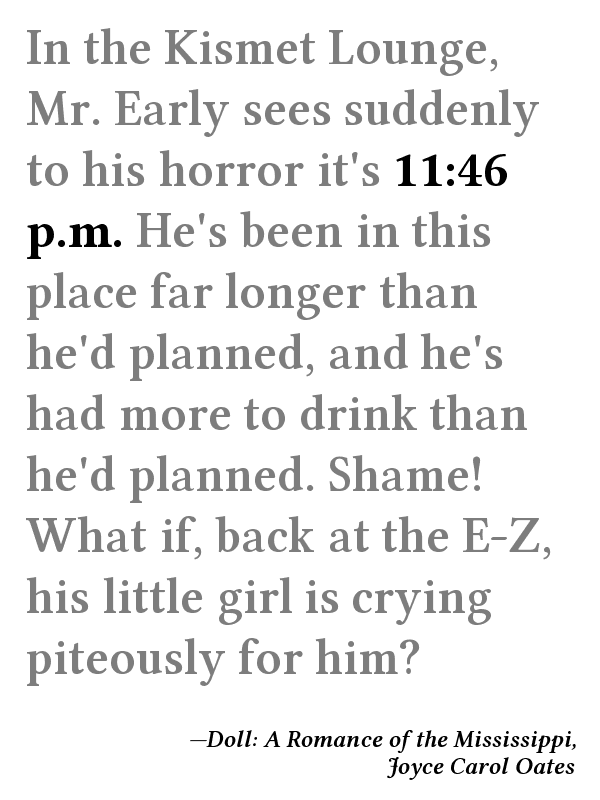 In the Kismet Lounge,
Mr. Early sees suddenly
to his horror it's 11:46
p.m. He's been in this
place far longer than
he'd planned, and he's
had more to drink than
he'd planned. Shame!
What if, back at the E-Z,
his little girl is crying
piteously for him?
—Doll: A Romance of the Mississippi,
Joyce Carol Oates